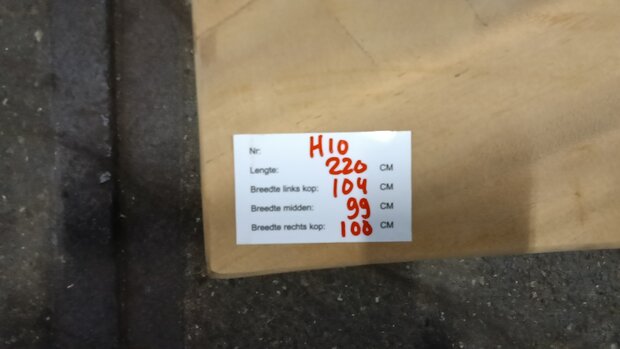 Nr: H10
Lengte: 220 CM
Breedte links kop: 104 CM
Breedte midden: 99 CM
Breedte rechts kop: 100 CM